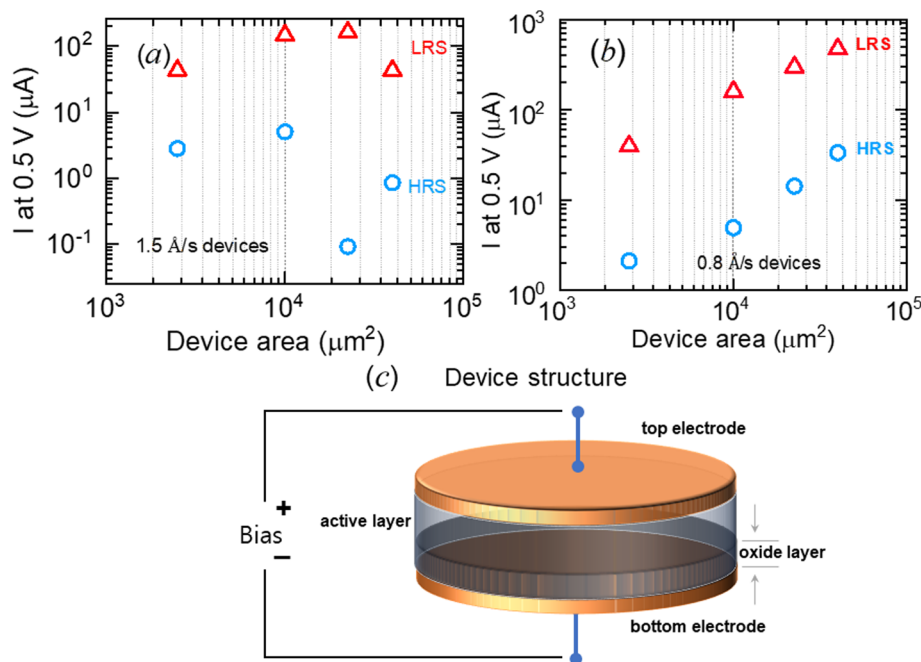 (a)
LRS
HRS
1.5 Å/s devices
I at 0.5 V (μA)
10²
10¹
10⁰
10⁻¹
10³
10⁴
10⁵
Device area (μm²)
(b)
LRS
HRS
0.8 Å/s devices
I at 0.5 V (μA)
10³
10²
10¹
10⁰
10³
10⁴
10⁵
Device area (μm²)
(c) Device structure
top electrode
+
active layer
Bias
−
oxide layer
bottom electrode